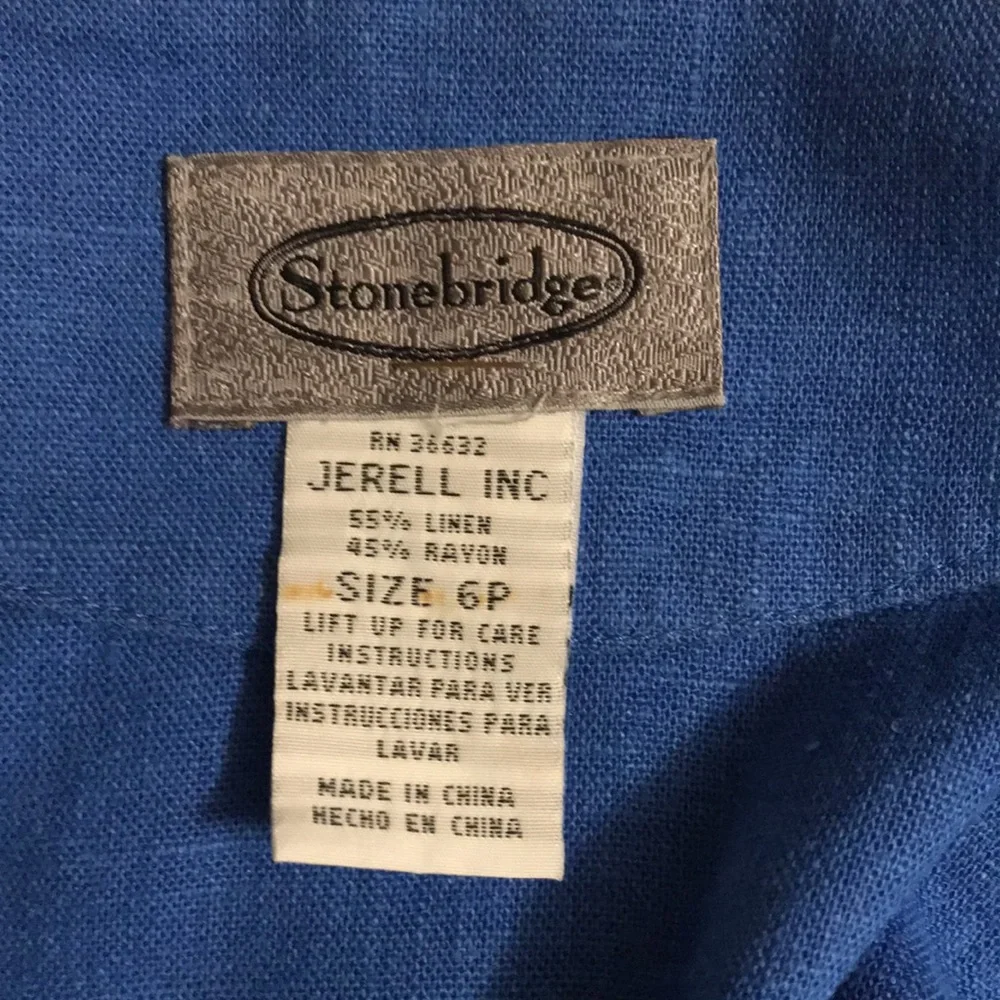 Stonebridge
RN 36632
JERELL INC
55% LINEN
45% RAYON
SIZE 6P
LIFT UP FOR CARE
INSTRUCTIONS
LAVANTAR PARA VER
INSTRUCCIONES PARA
LAVAR
MADE IN CHINA
HECHO EN CHINA